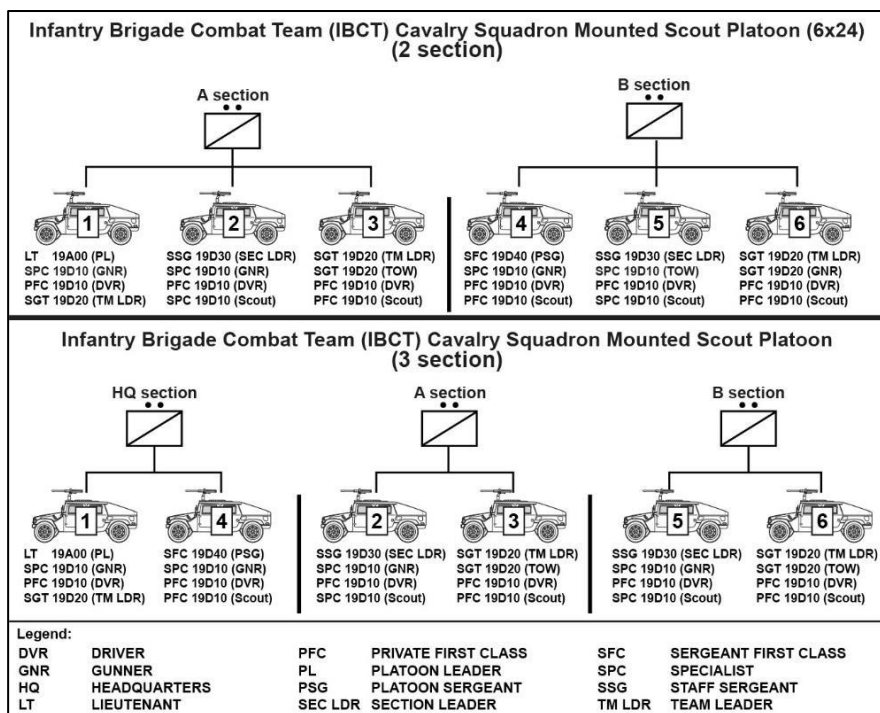 Infantry Brigade Combat Team (IBCT) Cavalry Squadron Mounted Scout Platoon (6x24)
(2 section)
A section
B section
1
2
3
4
5
6
LT 19A00 (PL)
SPC 19D10 (GNR)
PFC 19D10 (DVR)
SGT 19D20 (TM LDR)
SSG 19D30 (SEC LDR)
SPC 19D10 (GNR)
PFC 19D10 (DVR)
SPC 19D10 (Scout)
SGT 19D20 (TM LDR)
SGT 19D20 (TOW)
PFC 19D10 (DVR)
PFC 19D10 (Scout)
SFC 19D40 (PSG)
SPC 19D10 (GNR)
PFC 19D10 (DVR)
PFC 19D10 (Scout)
SSG 19D30 (SEC LDR)
SPC 19D10 (TOW)
PFC 19D10 (DVR)
SPC 19D10 (Scout)
SGT 19D20 (TM LDR)
SGT 19D20 (GNR)
PFC 19D10 (DVR)
PFC 19D10 (Scout)
Infantry Brigade Combat Team (IBCT) Cavalry Squadron Mounted Scout Platoon
(3 section)
HQ section
A section
B section
1
4
2
3
5
6
LT 19A00 (PL)
SPC 19D10 (GNR)
PFC 19D10 (DVR)
SGT 19D20 (TM LDR)
SFC 19D40 (PSG)
SPC 19D10 (GNR)
PFC 19D10 (DVR)
PFC 19D10 (Scout)
SSG 19D30 (SEC LDR)
SPC 19D10 (GNR)
PFC 19D10 (DVR)
SPC 19D10 (Scout)
SGT 19D20 (TM LDR)
SGT 19D20 (TOW)
PFC 19D10 (DVR)
PFC 19D10 (Scout)
SSG 19D30 (SEC LDR)
SPC 19D10 (GNR)
PFC 19D10 (DVR)
SPC 19D10 (Scout)
SGT 19D20 (TM LDR)
SGT 19D20 (TOW)
PFC 19D10 (DVR)
PFC 19D10 (Scout)
Legend:
DVR DRIVER PFC PRIVATE FIRST CLASS SFC SERGEANT FIRST CLASS
GNR GUNNER PL PLATOON LEADER SPC SPECIALIST
HQ HEADQUARTERS PSG PLATOON SERGEANT SSG STAFF SERGEANT
LT LIEUTENANT SEC LDR SECTION LEADER TM LDR TEAM LEADER